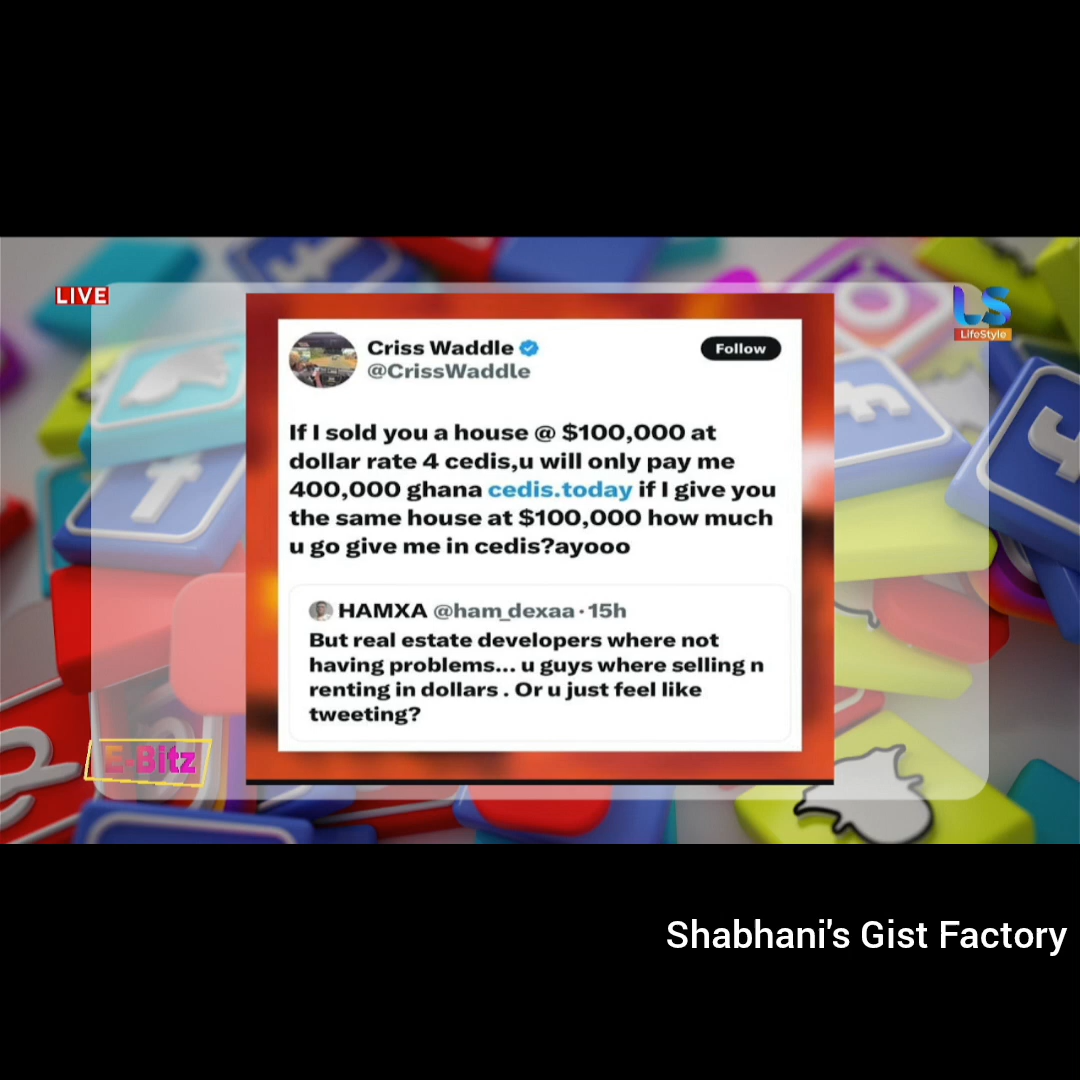 LIVE
LS
LifeStyle
Criss Waddle
@CrissWaddle
Follow
If I sold you a house @ $100,000 at
dollar rate 4 cedis,u will only pay me
400,000 ghana cedis.today if I give you
the same house at $100,000 how much
u go give me in cedis?ayooo
HAMXA @ham_dexaa · 15h
But real estate developers where not
having problems... u guys where selling n
renting in dollars . Or u just feel like
tweeting?
E-Bitz
Shabhani's Gist Factory